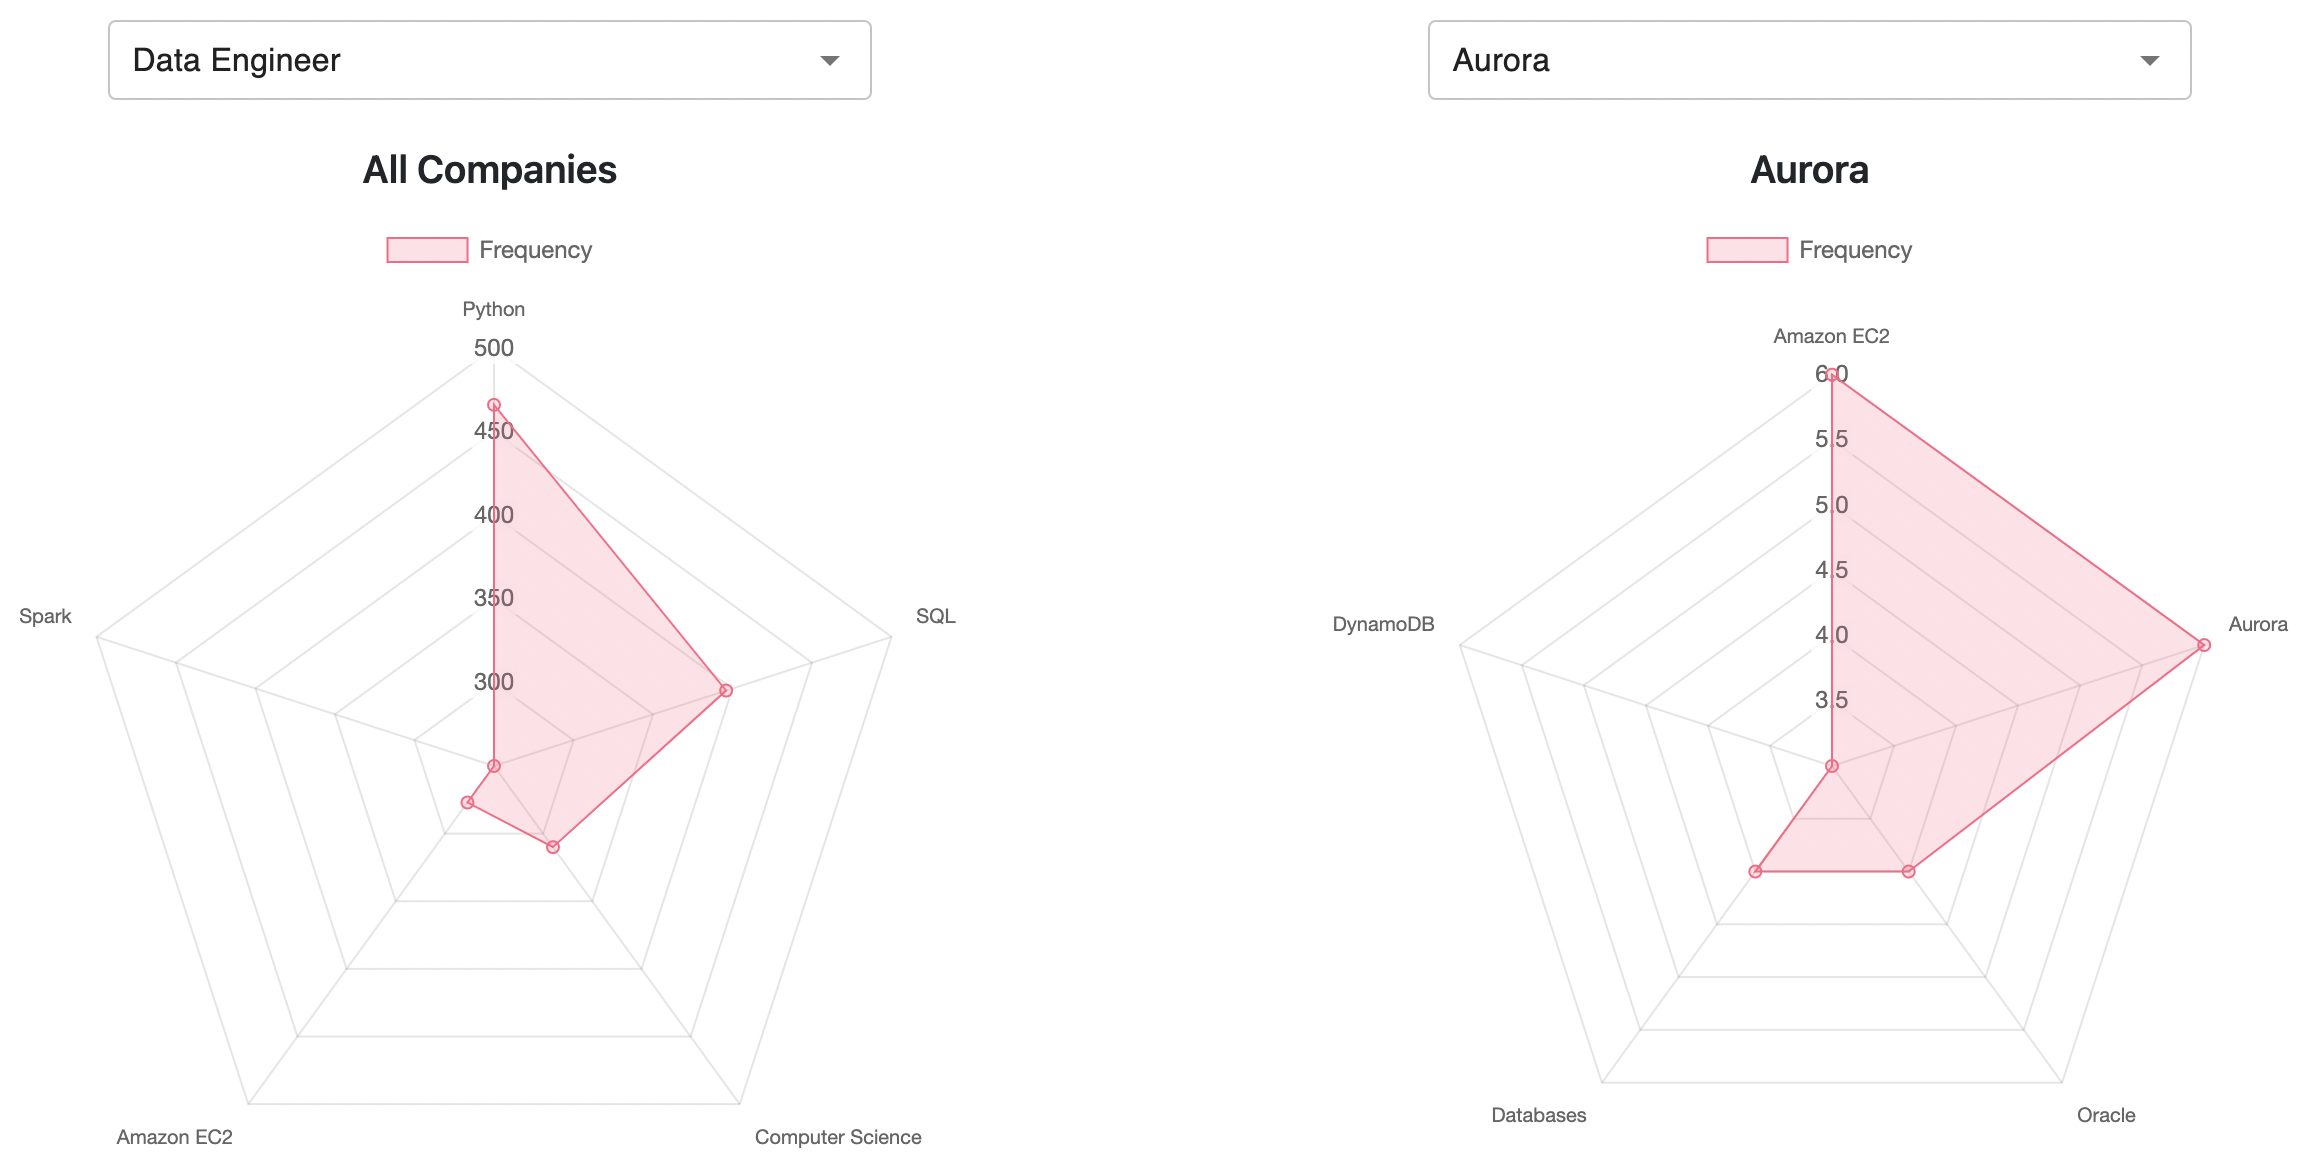 Data Engineer
All Companies
Frequency
Python
500
450
400
350
300
SQL
Spark
Amazon EC2
Computer Science
Aurora
Aurora
Frequency
Amazon EC2
6.0
5.5
5.0
4.5
4.0
3.5
DynamoDB
Aurora
Databases
Oracle